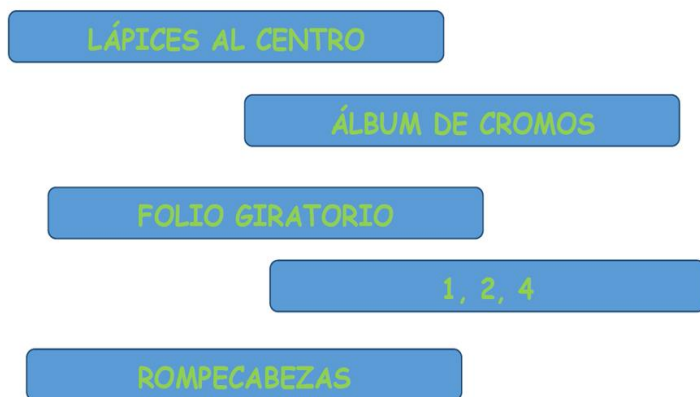 LÁPICES AL CENTRO
ÁLBUM DE CROMOS
FOLIO GIRATORIO
1, 2, 4
ROMPECABEZAS